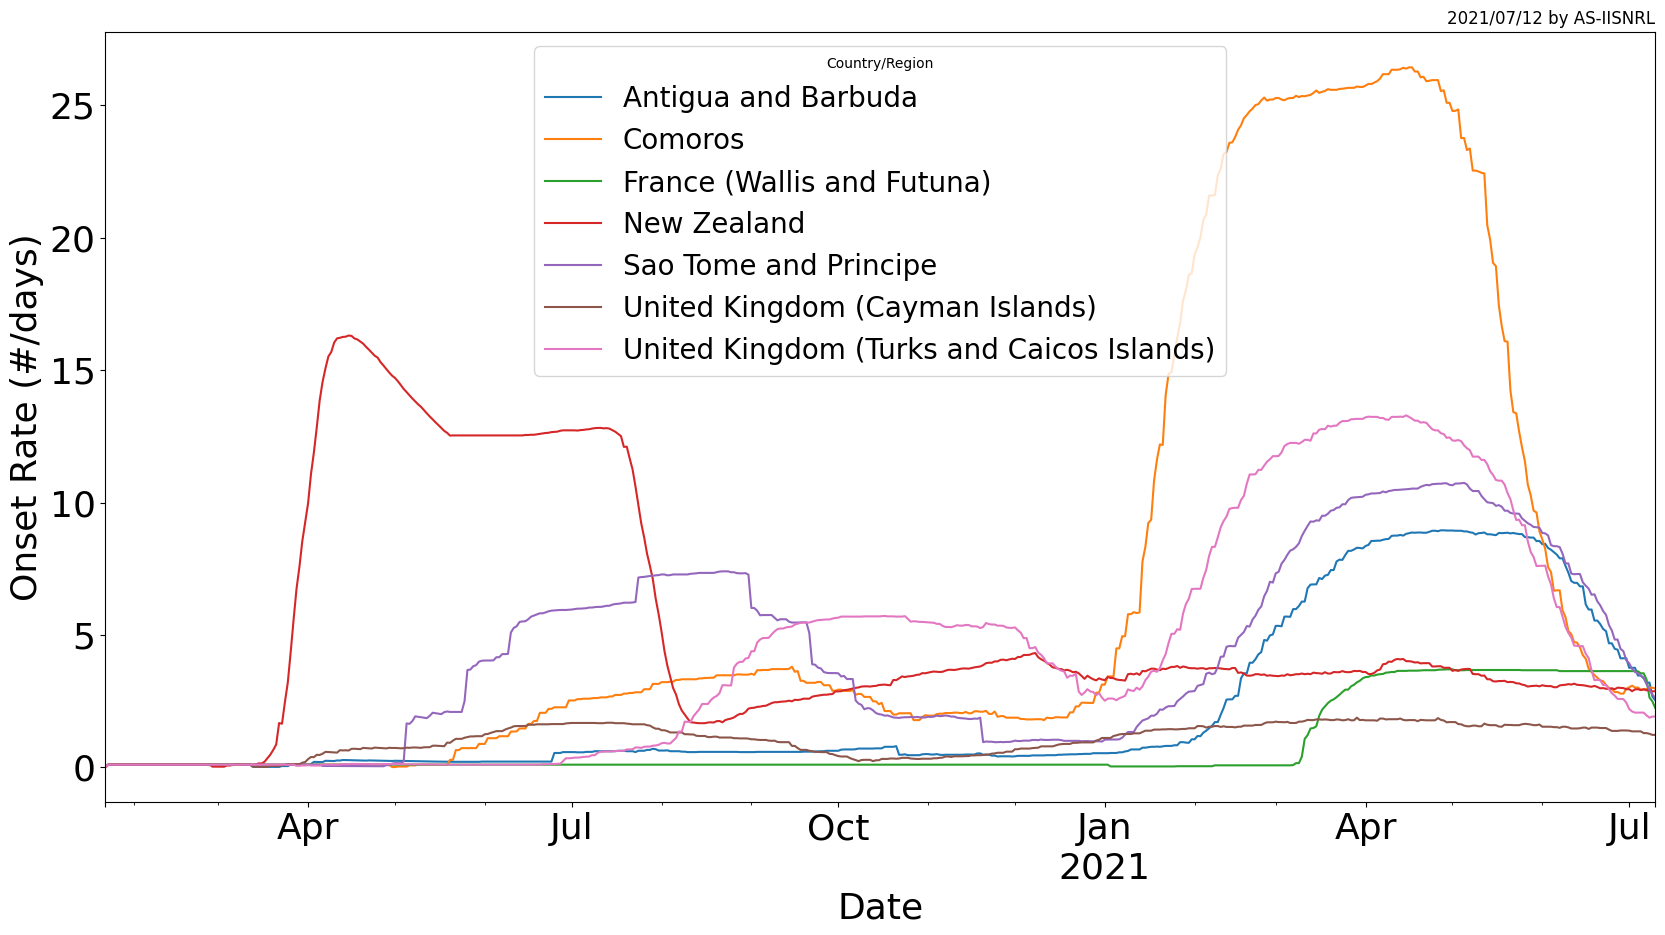 2021/07/12 by AS-IISNRL
Country/Region
Antigua and Barbuda
Comoros
France (Wallis and Futuna)
New Zealand
Sao Tome and Principe
United Kingdom (Cayman Islands)
United Kingdom (Turks and Caicos Islands)
Onset Rate (#/days)
25
20
15
10
5
0
Apr Jul Oct Jan Apr Jul
2021
Date